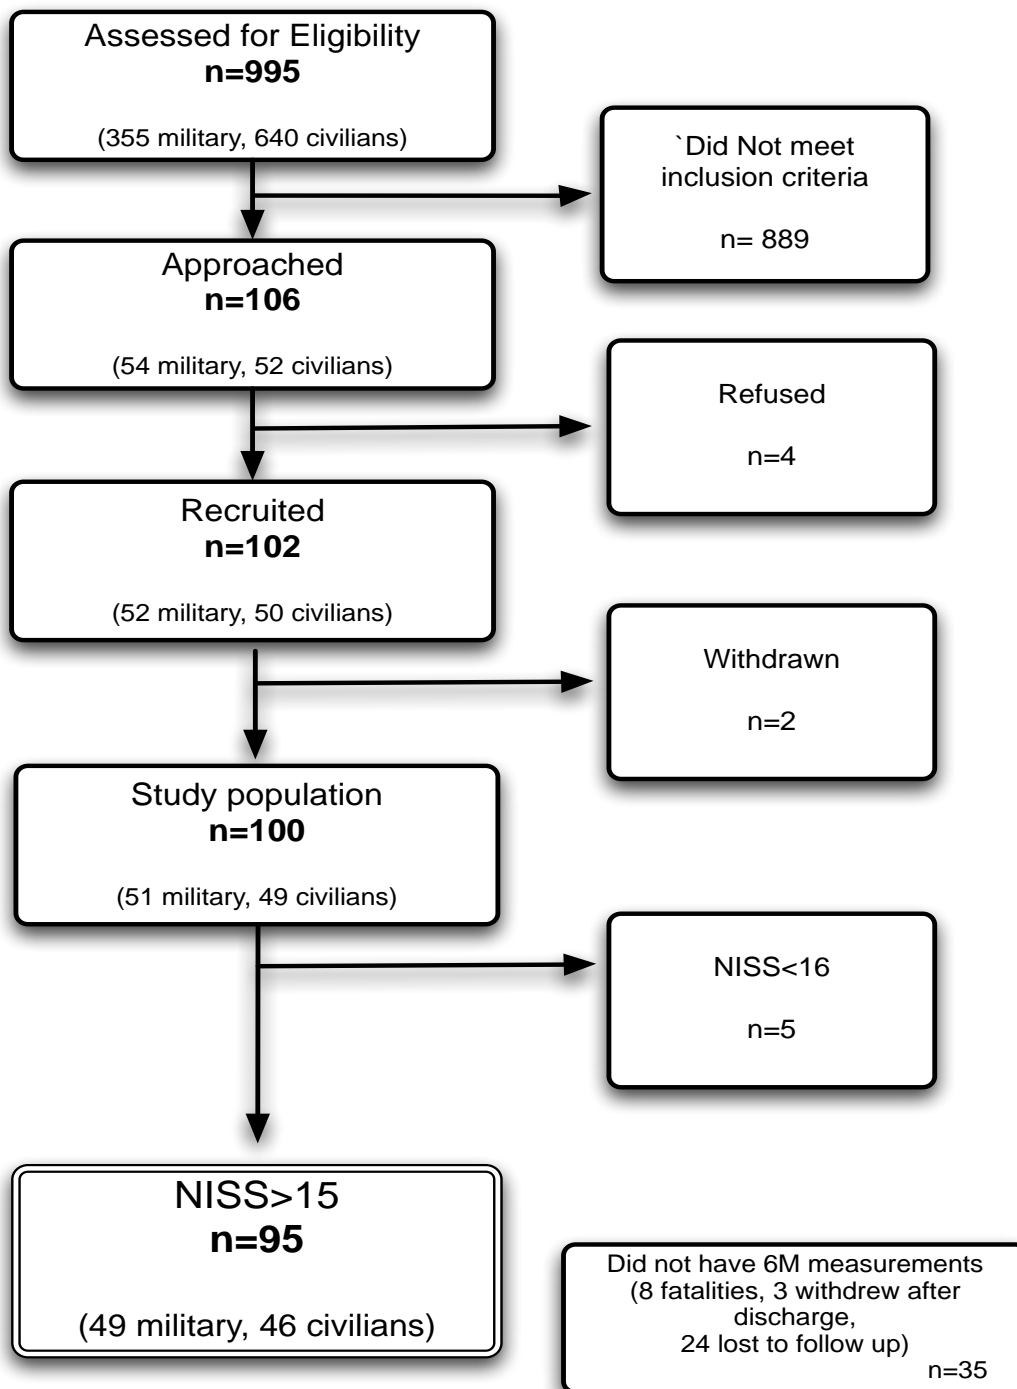 Assessed for Eligibility
n=995
(355 military, 640 civilians)
`Did Not meet
inclusion criteria
n= 889
Approached
n=106
(54 military, 52 civilians)
Refused
n=4
Recruited
n=102
(52 military, 50 civilians)
Withdrawn
n=2
Study population
n=100
(51 military, 49 civilians)
NISS<16
n=5
NISS>15
n=95
(49 military, 46 civilians)
Did not have 6M measurements
(8 fatalities, 3 withdrew after
discharge,
24 lost to follow up)
n=35